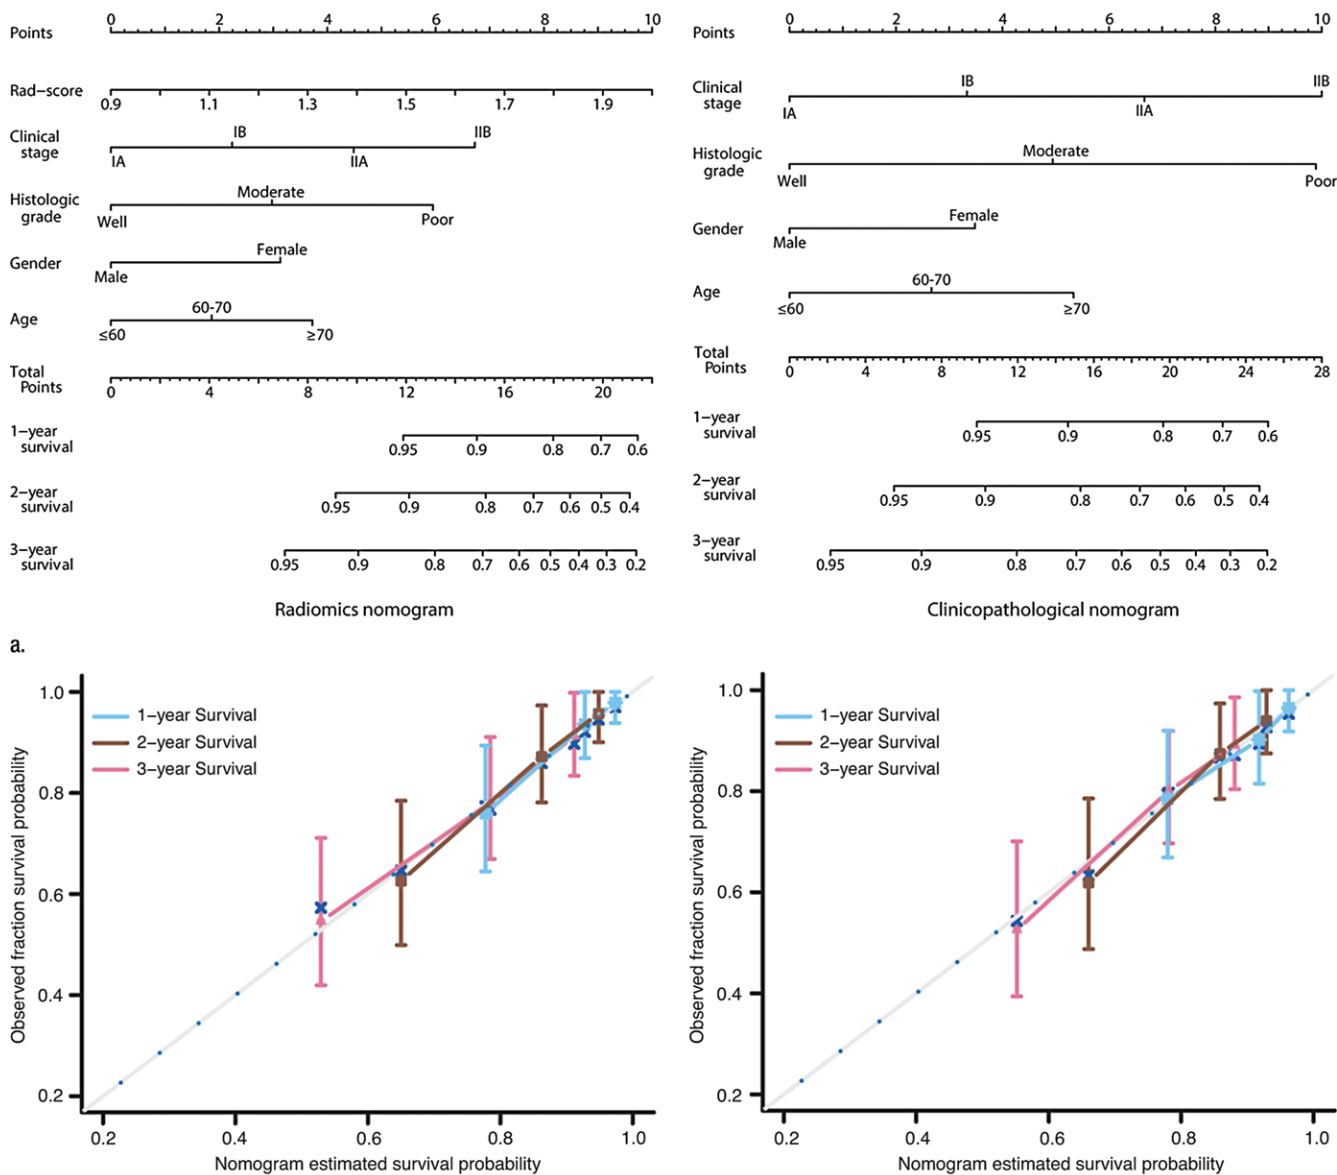 Points 0 2 4 6 8 10
Rad–score 0.9 1.1 1.3 1.5 1.7 1.9
Clinical stage IA IB IIA IIB
Histologic grade Well Moderate Poor
Gender Male Female
Age ≤60 60-70 ≥70
Total Points 0 4 8 12 16 20
1–year survival 0.95 0.9 0.8 0.7 0.6
2–year survival 0.95 0.9 0.8 0.7 0.6 0.5 0.4
3–year survival 0.95 0.9 0.8 0.7 0.6 0.5 0.4 0.3 0.2
Radiomics nomogram
Points 0 2 4 6 8 10
Clinical stage IA IB IIA IIB
Histologic grade Well Moderate Poor
Gender Male Female
Age ≤60 60-70 ≥70
Total Points 0 4 8 12 16 20 24 28
1–year survival 0.95 0.9 0.8 0.7 0.6
2–year survival 0.95 0.9 0.8 0.7 0.6 0.5 0.4
3–year survival 0.95 0.9 0.8 0.7 0.6 0.5 0.4 0.3 0.2
Clinicopathological nomogram
a.
Observed fraction survival probability
1.0
0.8
0.6
0.4
0.2
1–year Survival
2–year Survival
3–year Survival
0.2 0.4 0.6 0.8 1.0
Nomogram estimated survival probability
Observed fraction survival probability
1.0
0.8
0.6
0.4
0.2
1–year Survival
2–year Survival
3–year Survival
0.2 0.4 0.6 0.8 1.0
Nomogram estimated survival probability